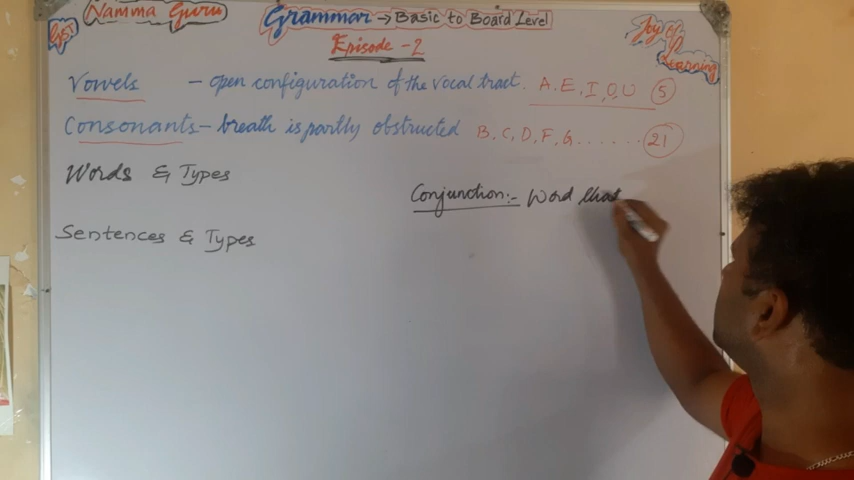 Namma Guru
Grammar → Basic to Board Level
Joy of
Learning
Episode - 2
Vowels - open configuration of the vocal tract. A, E, I, O, U 5
Consonants - breath is partly obstructed B, C, D, F, G....... 21
Words & Types
Conjunction:- Word that
Sentences & Types